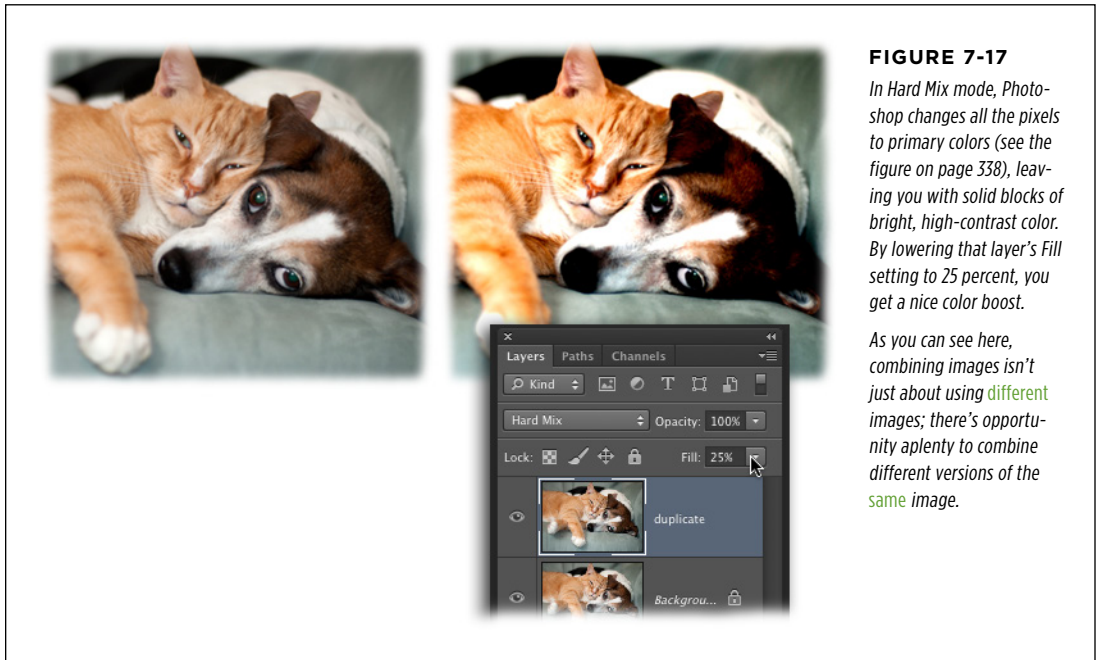 FIGURE 7-17
In Hard Mix mode, Photo-
shop changes all the pixels
to primary colors (see the
figure on page 338), leav-
ing you with solid blocks of
bright, high-contrast color.
By lowering that layer's Fill
setting to 25 percent, you
get a nice color boost.
As you can see here,
combining images isn't
just about using different
images; there's opportu-
nity aplenty to combine
different versions of the
same image.
Layers Paths Channels
Kind
Hard Mix Opacity: 100%
Lock: Fill: 25%
duplicate
Backgrou...